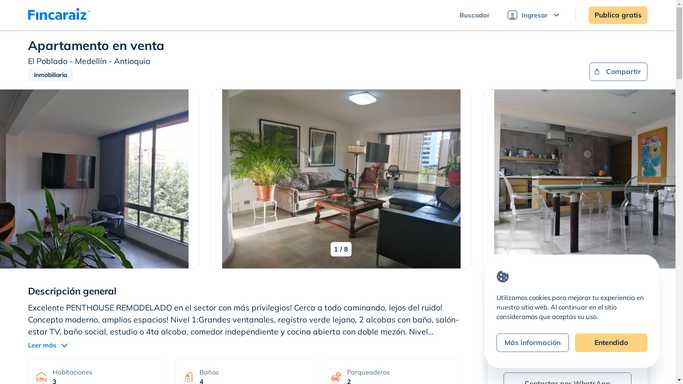 Fincaraiz
Buscador
Ingresar
Publica gratis
Apartamento en venta
El Poblado - Medellín - Antioquia
Inmobiliaria
Compartir
1 / 8
Descripción general
Excelente PENTHOUSE REMODELADO en el sector con más privilegios! Cerca a todo caminando, lejos del ruido!
Concepto moderno, amplios espacios! Nivel 1:Grandes ventanales, registro verde lejano, 2 alcobas con baño, salón-
estar TV, baño social, estudio o 4ta alcoba, comedor independiente y cocina abierta con doble mezón. Nivel...
Leer más
Habitaciones
3
Baños
4
Parqueaderos
2
Utilizamos cookies para mejorar tu experiencia en
nuestro sitio web. Al continuar en el sitio
consideramos que aceptas su uso.
Más información
Entendido
Contactar por WhatsApp